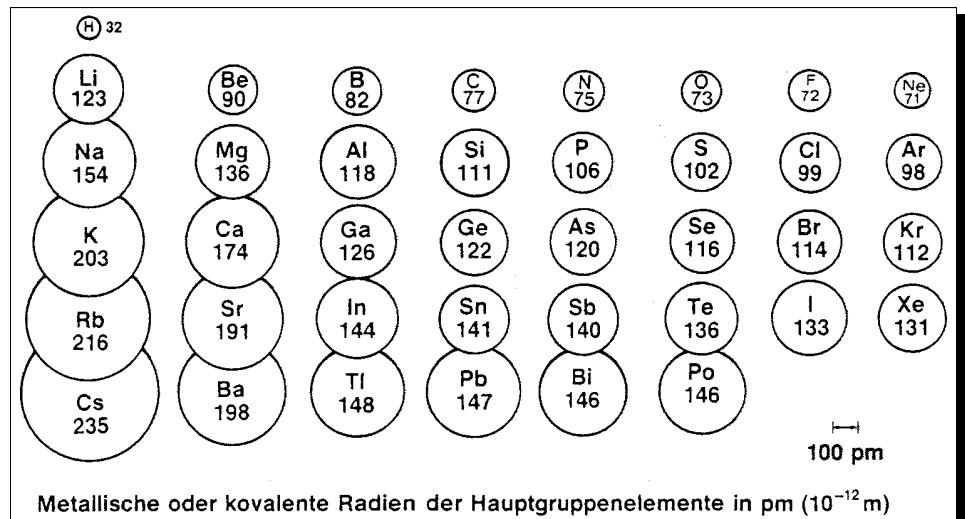 H 32
Li Be B C N O F Ne
123 90 82 77 75 73 72 71
Na Mg Al Si P S Cl Ar
154 136 118 111 106 102 99 98
K Ca Ga Ge As Se Br Kr
203 174 126 122 120 116 114 112
Rb Sr In Sn Sb Te I Xe
216 191 144 141 140 136 133 131
Cs Ba Tl Pb Bi Po
235 198 148 147 146 146
100 pm
Metallische oder kovalente Radien der Hauptgruppenelemente in pm (10⁻¹² m)